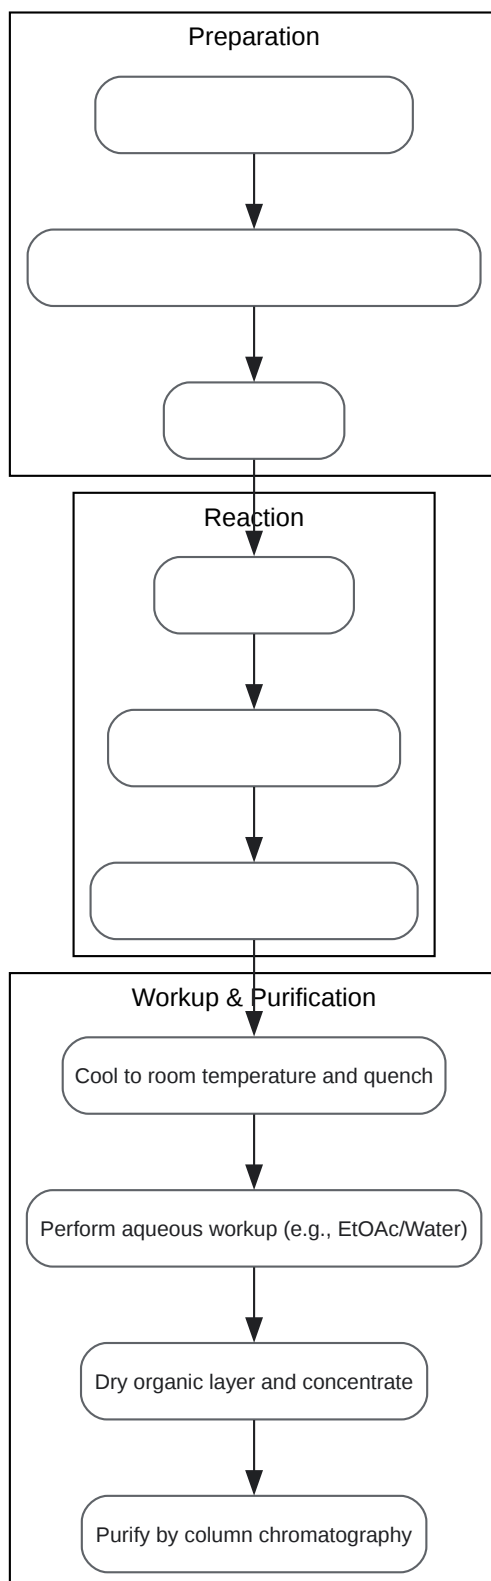 Preparation
Reaction
Workup & Purification
Cool to room temperature and quench
Perform aqueous workup (e.g., EtOAc/Water)
Dry organic layer and concentrate
Purify by column chromatography